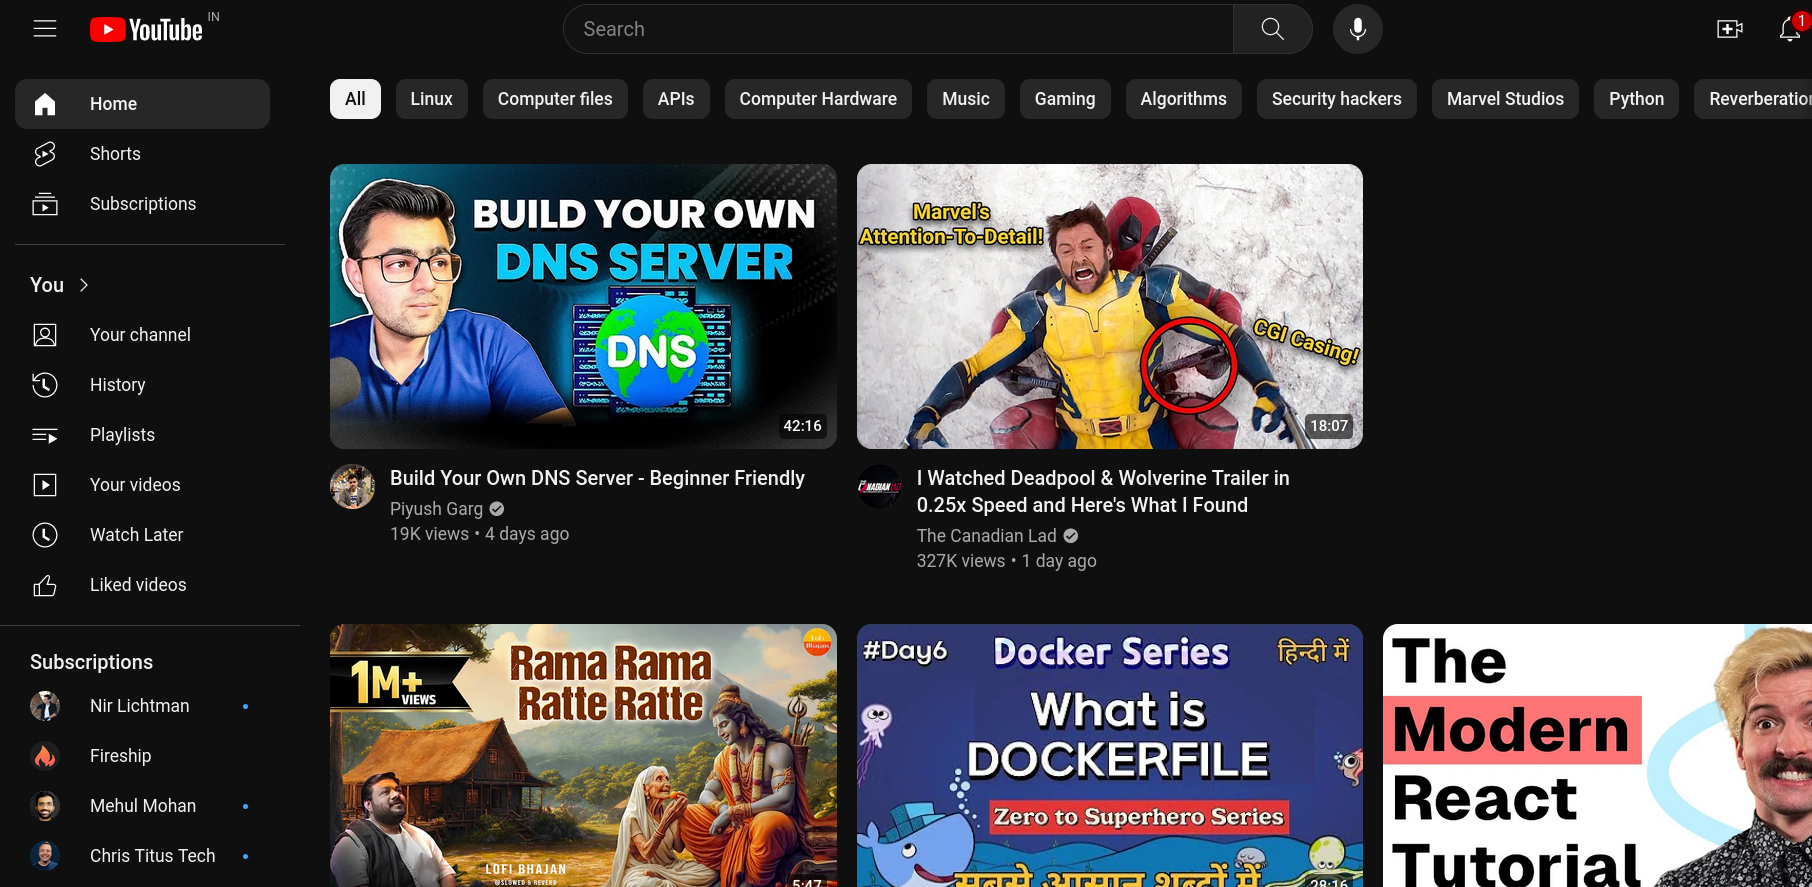 YouTube IN
Search
1
Home
Shorts
Subscriptions
You
Your channel
History
Playlists
Your videos
Watch Later
Liked videos
Subscriptions
Nir Lichtman
Fireship
Mehul Mohan
Chris Titus Tech
All
Linux
Computer files
APIs
Computer Hardware
Music
Gaming
Algorithms
Security hackers
Marvel Studios
Python
BUILD YOUR OWN
DNS SERVER
DNS
42:16
Build Your Own DNS Server - Beginner Friendly
Piyush Garg
19K views • 4 days ago
Marvel's
Attention-To-Detail!
CGI Casing!
18:07
I Watched Deadpool & Wolverine Trailer in
0.25x Speed and Here's What I Found
The Canadian Lad
327K views • 1 day ago
1M+
VIEWS
Rama Rama
Ratte Ratte
Lofi
Bhajans
LOFI BHAJAN
@SLOWED & REVERB
5:47
#Day6
Docker Series
हिन्दी में
What is
DOCKERFILE
Zero to Superhero Series
सबसे आसान शब्दों में
28:16
The
Modern
React
Tutorial